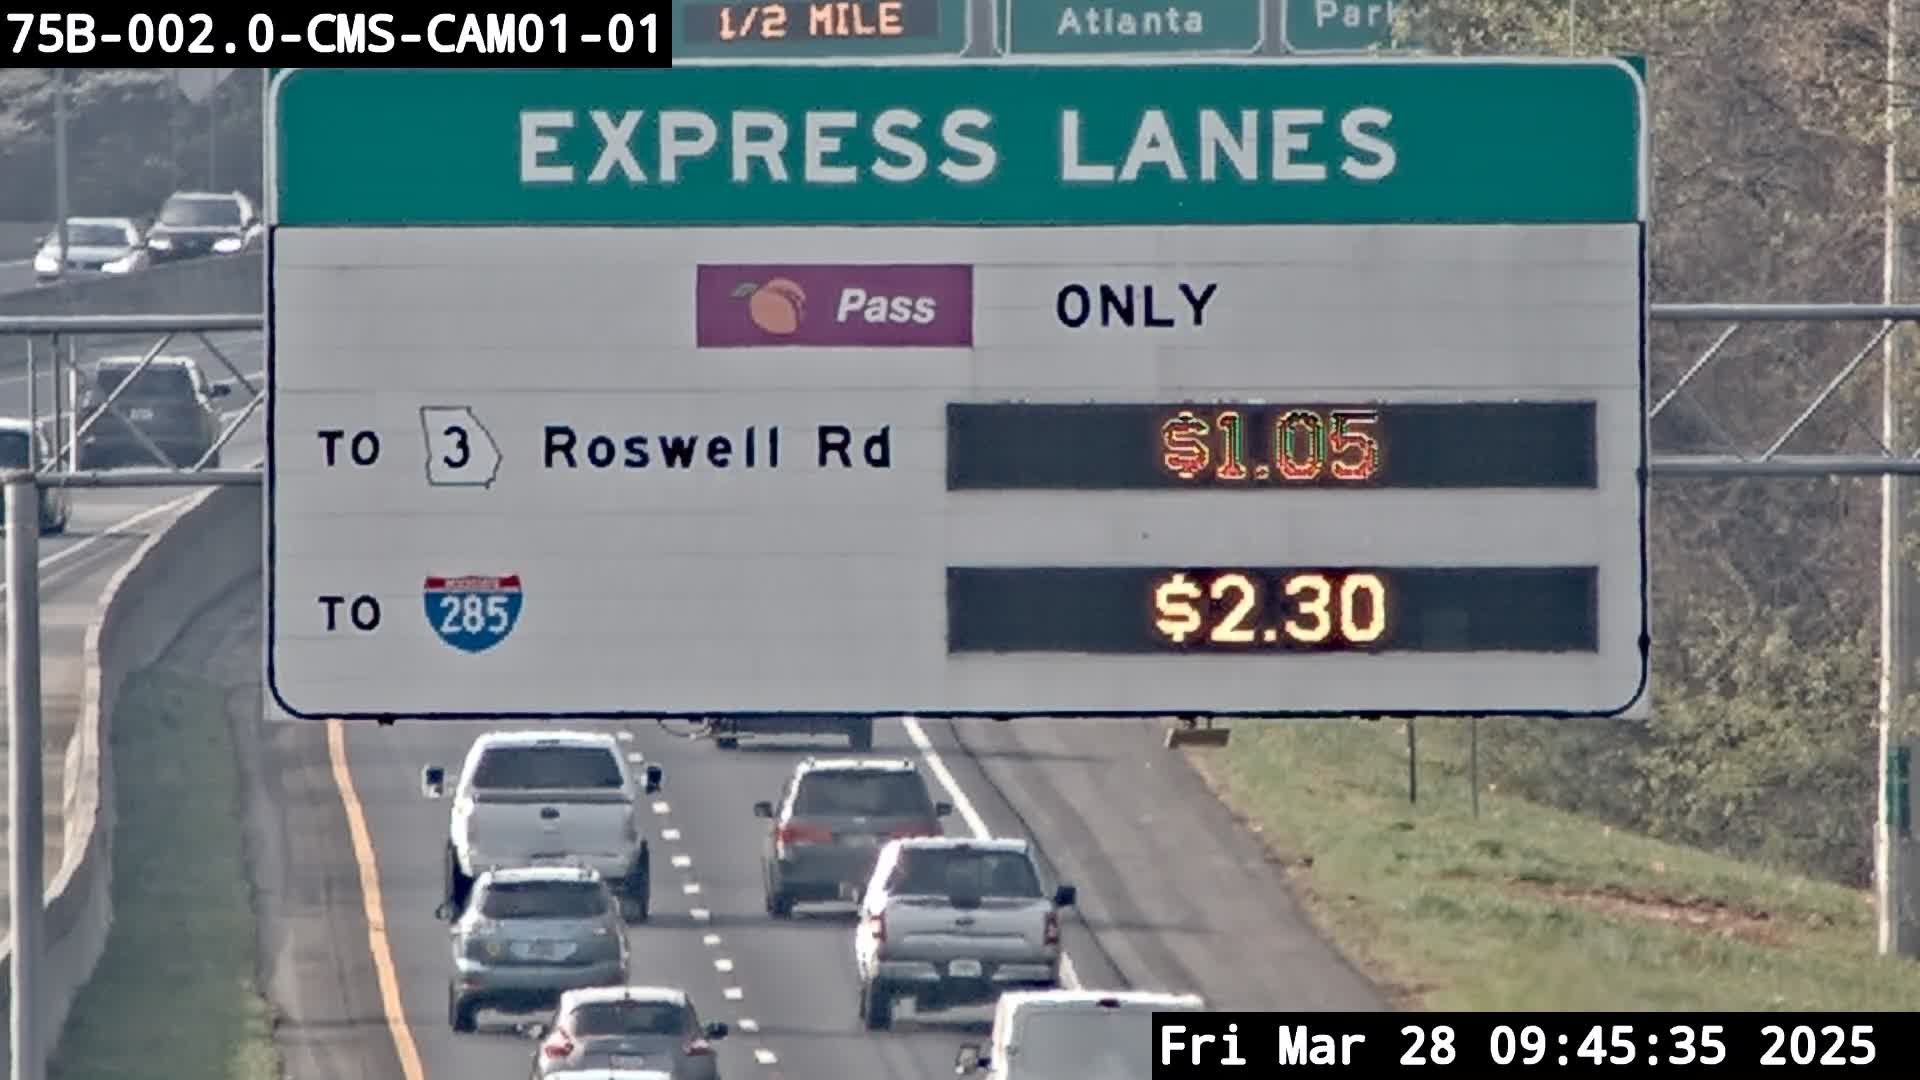 75B-002.0-CMS-CAM01-01
1/2 MILE
Atlanta
EXPRESS LANES
Pass ONLY
TO 3 Roswell Rd $1.05
TO 285 $2.30
Fri Mar 28 09:45:35 2025